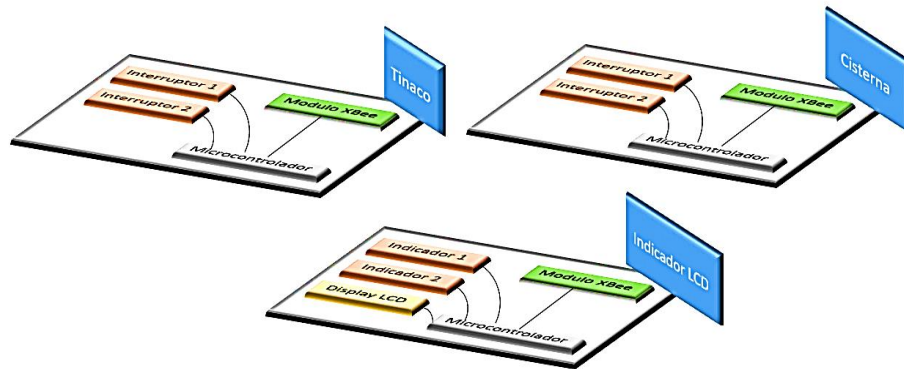 Tinaco
Interruptor 1
Interruptor 2
Modulo XBee
Microcontrolador
Cisterna
Interruptor 1
Interruptor 2
Modulo XBee
Microcontrolador
Indicador LCD
Indicador 1
Indicador 2
Display LCD
Modulo XBee
Microcontrolador